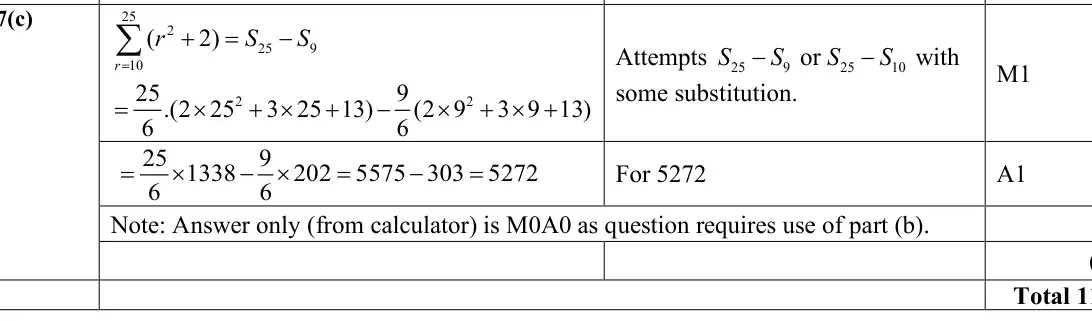 7(c)
25
∑ (r² + 2) = S₂₅ − S₉
r=10
= 25/6 .(2 × 25² + 3 × 25 + 13) − 9/6 (2 × 9² + 3 × 9 + 13)
Attempts S₂₅ − S₉ or S₂₅ − S₁₀ with
some substitution.
M1
= 25/6 × 1338 − 9/6 × 202 = 5575 − 303 = 5272
For 5272
A1
Note: Answer only (from calculator) is M0A0 as question requires use of part (b).
(
Total 11